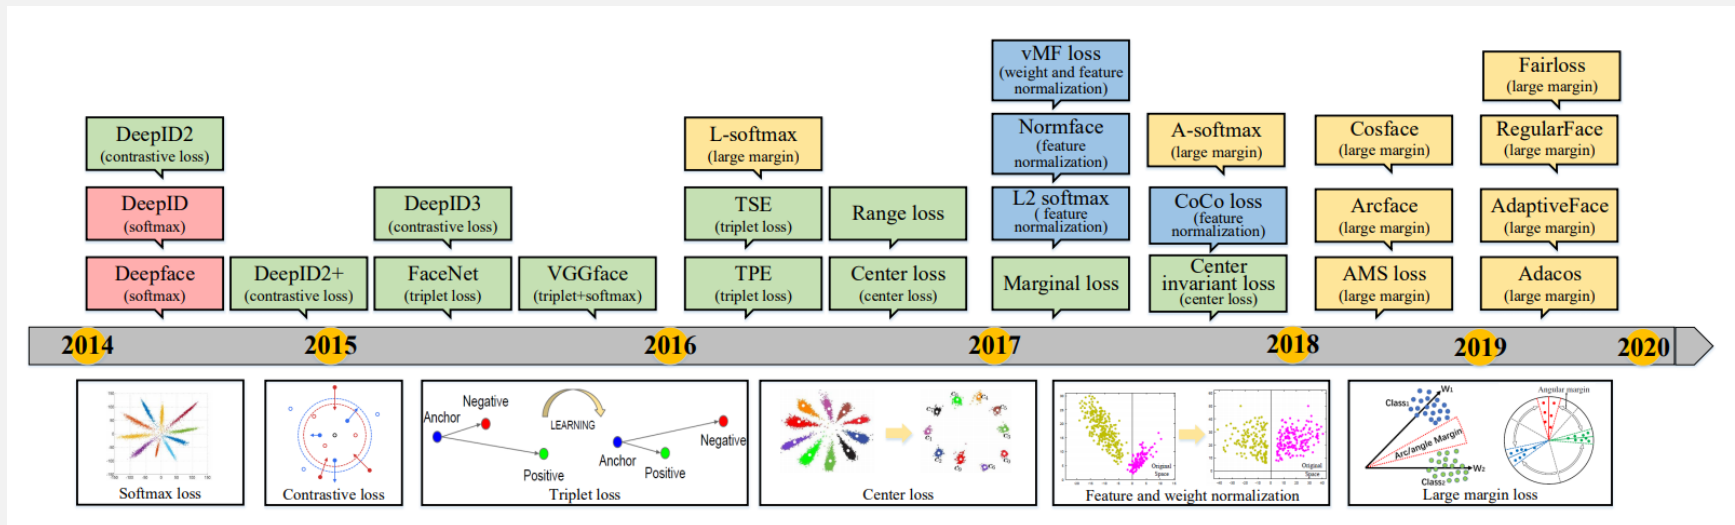 DeepID2
(contrastive loss)
DeepID
(softmax)
Deepface
(softmax)
DeepID2+
(contrastive loss)
DeepID3
(contrastive loss)
FaceNet
(triplet loss)
VGGface
(triplet+softmax)
L-softmax
(large margin)
TSE
(triplet loss)
TPE
(triplet loss)
Range loss
Center loss
(center loss)
vMF loss
(weight and feature
normalization)
Normface
(feature
normalization)
L2 softmax
( feature
normalization)
Marginal loss
A-softmax
(large margin)
CoCo loss
(feature
normalization)
Center
invariant loss
(center loss)
Cosface
(large margin)
Arcface
(large margin)
AMS loss
(large margin)
Fairloss
(large margin)
RegularFace
(large margin)
AdaptiveFace
(large margin)
Adacos
(large margin)
2014
2015
2016
2017
2018
2019
2020
Softmax loss
Contrastive loss
Anchor
Negative
Positive
LEARNING
Anchor
Negative
Positive
Triplet loss
Center loss
Original
Space
Original
Space
Feature and weight normalization
Class1
W1
Arc/angle Margin
W2
Class2
Angular margin
Large margin loss